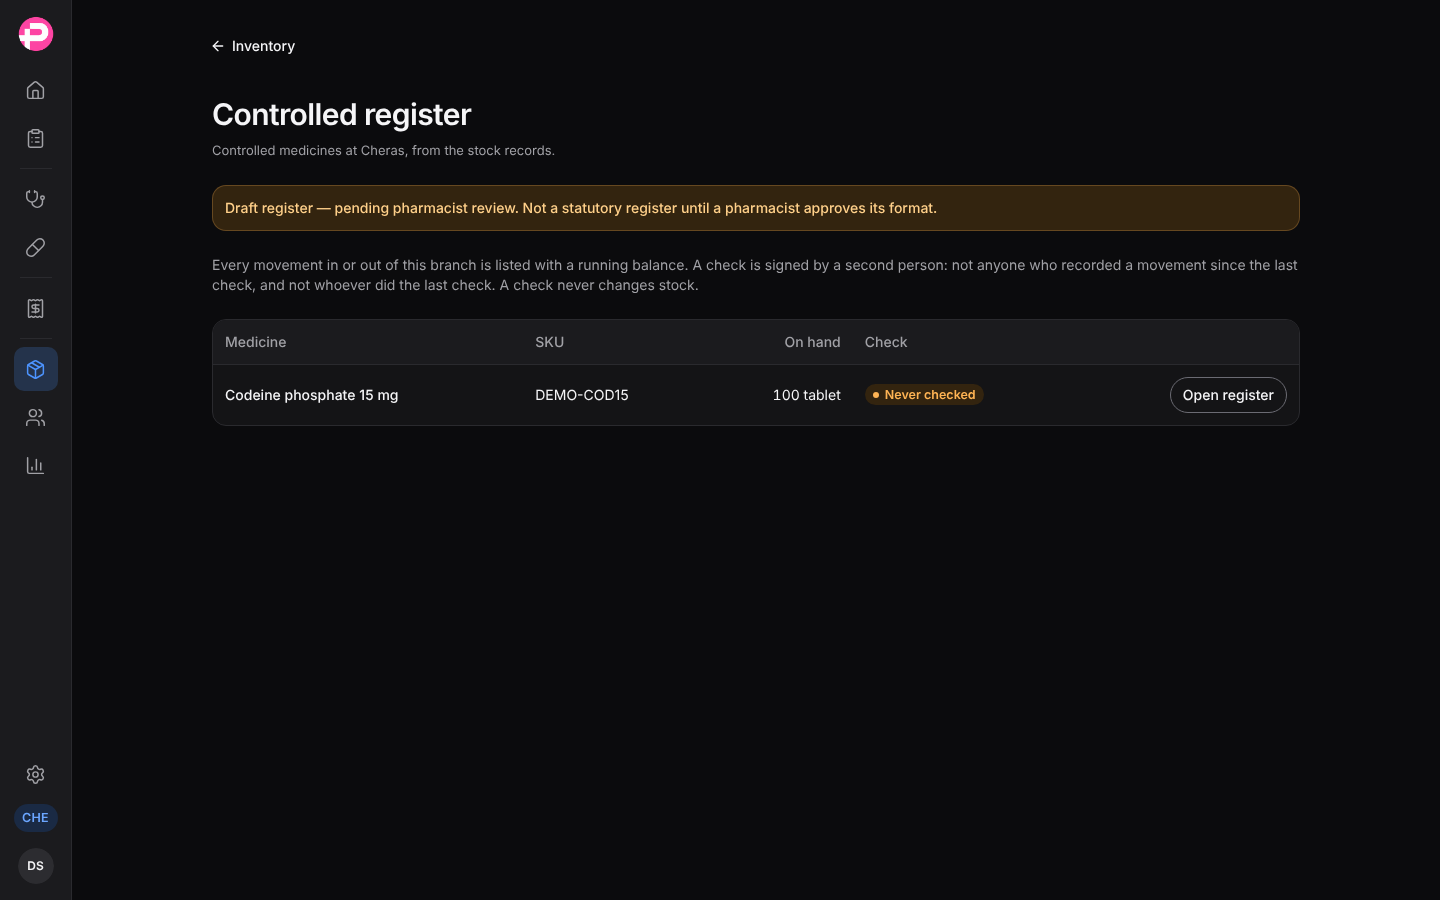 Inventory
Controlled register
Controlled medicines at Cheras, from the stock records.
Draft register — pending pharmacist review. Not a statutory register until a pharmacist approves its format.
Every movement in or out of this branch is listed with a running balance. A check is signed by a second person: not anyone who recorded a movement since the last
check, and not whoever did the last check. A check never changes stock.
Medicine SKU On hand Check
Codeine phosphate 15 mg DEMO-COD15 100 tablet Never checked Open register
CHE
DS